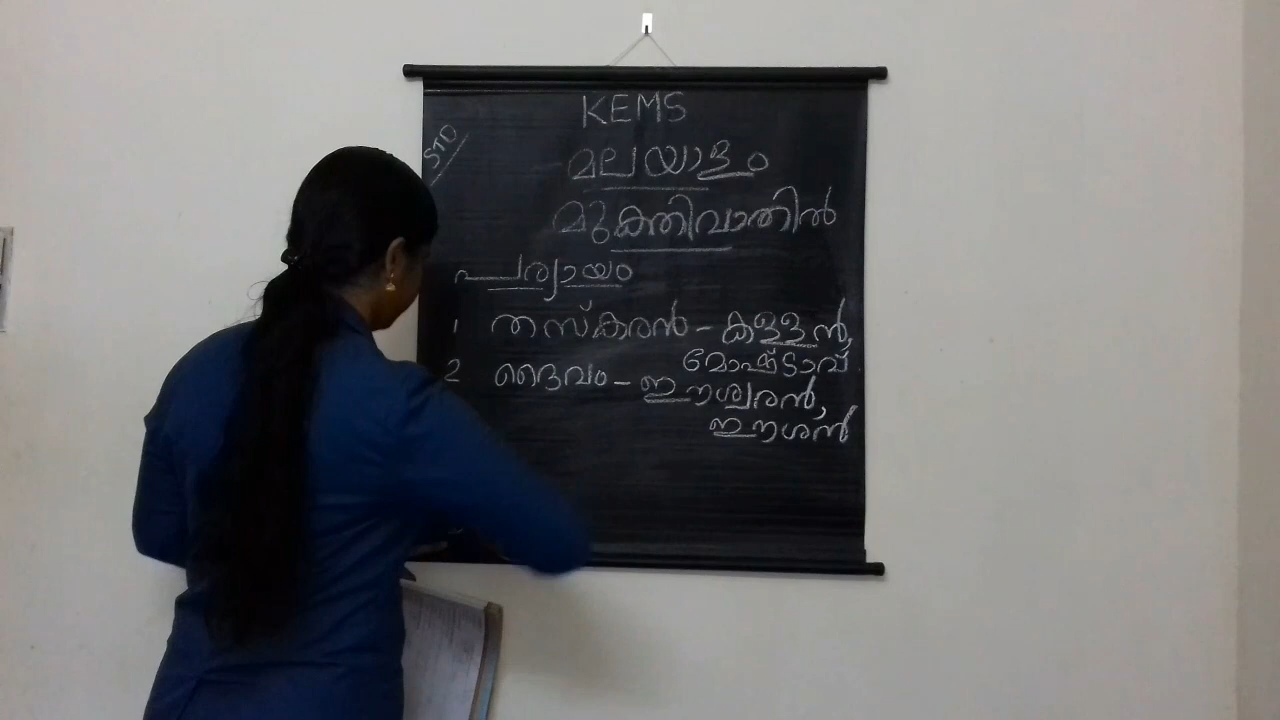 KEMS
STD
മലയാളം
മുക്തിവാതിൽ
പര്യായം
1 തസ്കരൻ - കള്ളൻ,
മോഷ്ടാവ്.
2 ദൈവം - ഈശ്വരൻ,
ഈശൻ